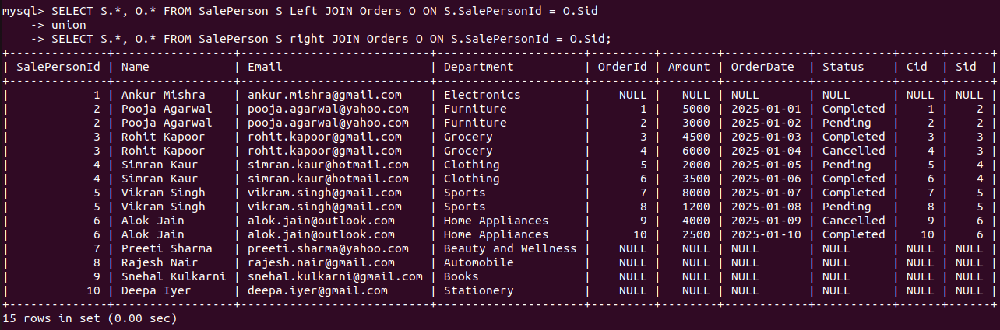 mysql> SELECT S.*, O.* FROM SalePerson S Left JOIN Orders O ON S.SalePersonId = O.Sid
    -> union
    -> SELECT S.*, O.* FROM SalePerson S right JOIN Orders O ON S.SalePersonId = O.Sid;
+--------------+-----------------+---------------------------+---------------------+---------+--------+------------+-----------+------+------+
| SalePersonId | Name            | Email                     | Department          | OrderId | Amount | OrderDate  | Status    | Cid  | Sid  |
+--------------+-----------------+---------------------------+---------------------+---------+--------+------------+-----------+------+------+
|            1 | Ankur Mishra    | ankur.mishra@gmail.com    | Electronics         |    NULL |   NULL | NULL       | NULL      | NULL | NULL |
|            2 | Pooja Agarwal   | pooja.agarwal@yahoo.com   | Furniture           |       1 |   5000 | 2025-01-01 | Completed |    1 |    2 |
|            2 | Pooja Agarwal   | pooja.agarwal@yahoo.com   | Furniture           |       2 |   3000 | 2025-01-02 | Pending   |    2 |    2 |
|            3 | Rohit Kapoor    | rohit.kapoor@gmail.com    | Grocery             |       3 |   4500 | 2025-01-03 | Completed |    3 |    3 |
|            3 | Rohit Kapoor    | rohit.kapoor@gmail.com    | Grocery             |       4 |   6000 | 2025-01-04 | Cancelled |    4 |    3 |
|            4 | Simran Kaur     | simran.kaur@hotmail.com   | Clothing            |       5 |   2000 | 2025-01-05 | Pending   |    5 |    4 |
|            4 | Simran Kaur     | simran.kaur@hotmail.com   | Clothing            |       6 |   3500 | 2025-01-06 | Completed |    6 |    4 |
|            5 | Vikram Singh    | vikram.singh@gmail.com    | Sports              |       7 |   8000 | 2025-01-07 | Completed |    7 |    5 |
|            5 | Vikram Singh    | vikram.singh@gmail.com    | Sports              |       8 |   1200 | 2025-01-08 | Pending   |    8 |    5 |
|            6 | Alok Jain       | alok.jain@outlook.com     | Home Appliances     |       9 |   4000 | 2025-01-09 | Cancelled |    9 |    6 |
|            6 | Alok Jain       | alok.jain@outlook.com     | Home Appliances     |      10 |   2500 | 2025-01-10 | Completed |   10 |    6 |
|            7 | Preeti Sharma   | preeti.sharma@yahoo.com   | Beauty and Wellness |    NULL |   NULL | NULL       | NULL      | NULL | NULL |
|            8 | Rajesh Nair     | rajesh.nair@gmail.com     | Automobile          |    NULL |   NULL | NULL       | NULL      | NULL | NULL |
|            9 | Snehal Kulkarni | snehal.kulkarni@gmail.com | Books               |    NULL |   NULL | NULL       | NULL      | NULL | NULL |
|           10 | Deepa Iyer      | deepa.iyer@gmail.com      | Stationery          |    NULL |   NULL | NULL       | NULL      | NULL | NULL |
+--------------+-----------------+---------------------------+---------------------+---------+--------+------------+-----------+------+------+
15 rows in set (0.00 sec)